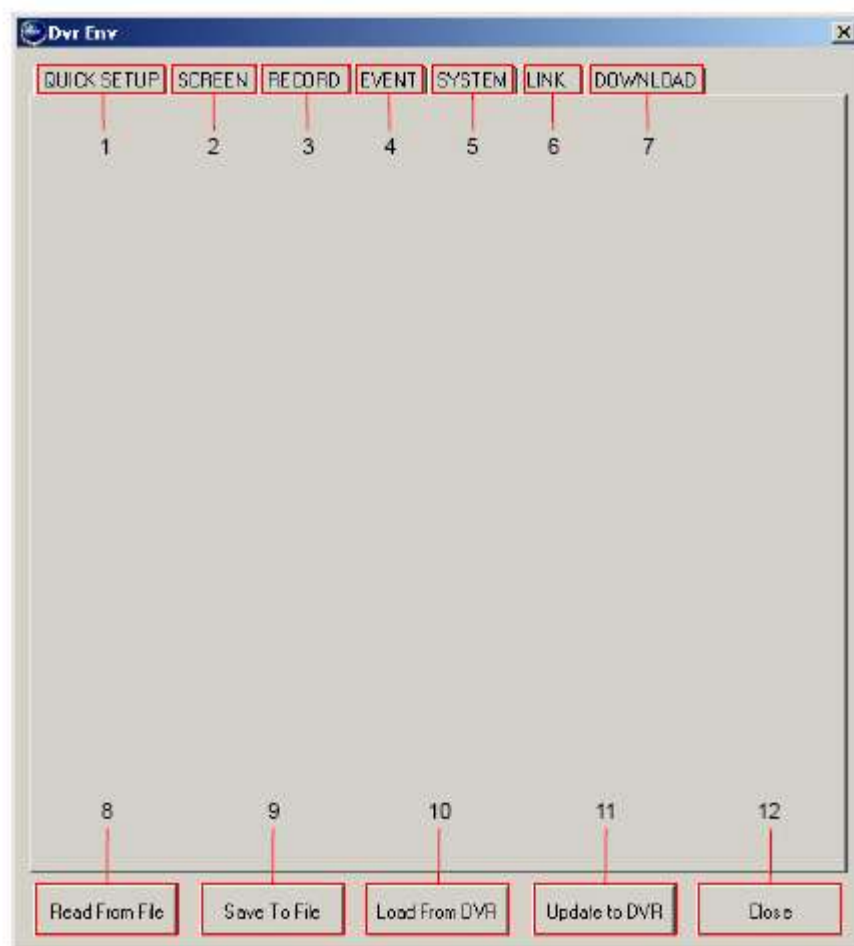 Dvr Env
QUICK SETUP SCREEN RECORD EVENT SYSTEM LINK DOWNLOAD
1 2 3 4 5 6 7
8 9 10 11 12
Read From File Save To File Load From DVR Update to DVR Close